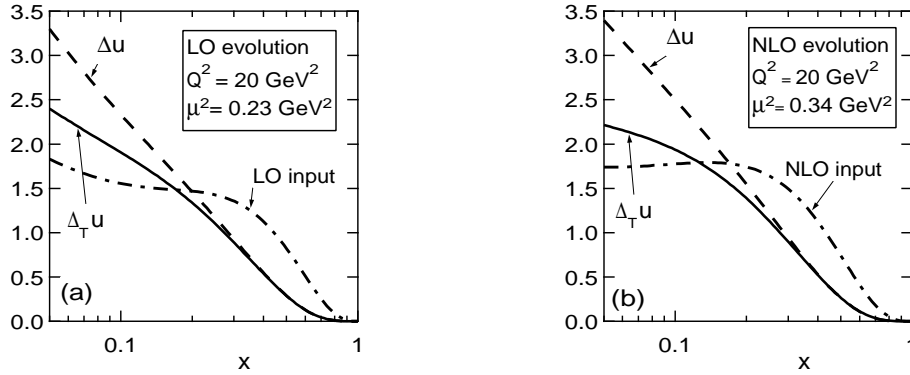 3.5
3.0
2.5
2.0
1.5
1.0
0.5
0.0
Δu
LO evolution
Q² = 20 GeV²
μ²= 0.23 GeV²
LO input
Δ_T u
(a)
0.1
1
x
3.5
3.0
2.5
2.0
1.5
1.0
0.5
0.0
Δu
NLO evolution
Q² = 20 GeV²
μ²= 0.34 GeV²
NLO input
Δ_T u
(b)
0.1
1
x